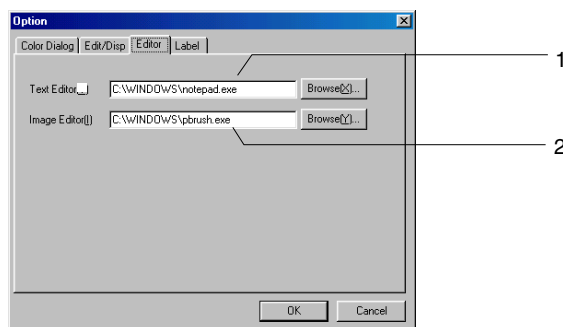 Option
Color Dialog Edit/Disp Editor Label
1
Text Editor C:\WINDOWS\notepad.exe Browse(X)...
Image Editor(I) C:\WINDOWS\pbrush.exe Browse(Y)...
2
OK Cancel